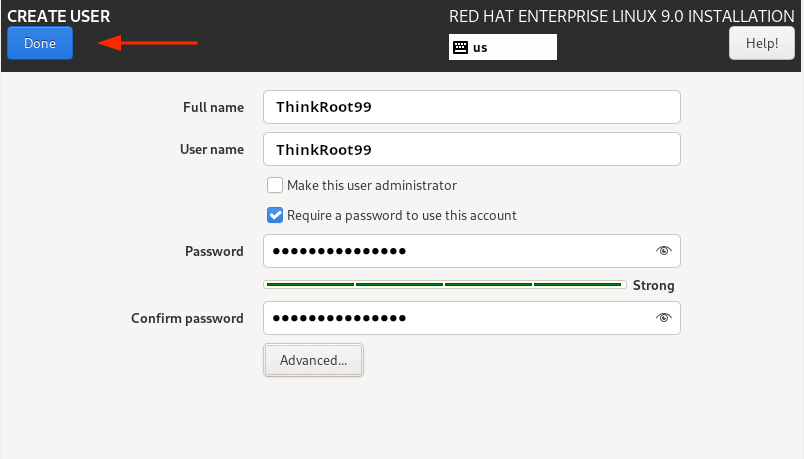 CREATE USER
RED HAT ENTERPRISE LINUX 9.0 INSTALLATION
Done
us
Help!
Full name
ThinkRoot99
User name
ThinkRoot99
Make this user administrator
Require a password to use this account
Password
●●●●●●●●●●●●●●●
Strong
Confirm password
●●●●●●●●●●●●●●●
Advanced...